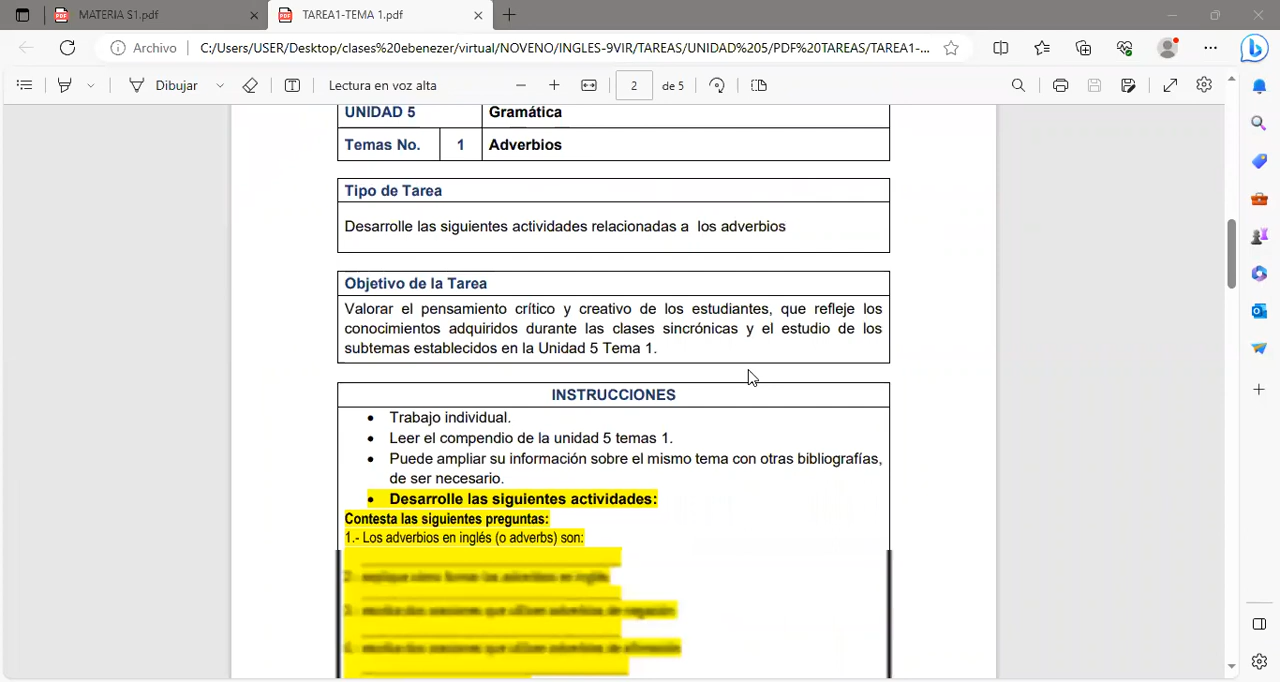 MATERIA S1.pdf
TAREA1-TEMA 1.pdf
Archivo
C:/Users/USER/Desktop/clases%20ebenezer/virtual/NOVENO/INGLES-9VIR/TAREAS/UNIDAD%205/PDF%20TAREAS/TAREA1-...
Dibujar
Lectura en voz alta
2
de 5
UNIDAD 5 Gramática
Temas No. 1 Adverbios
Tipo de Tarea
Desarrolle las siguientes actividades relacionadas a los adverbios
Objetivo de la Tarea
Valorar el pensamiento crítico y creativo de los estudiantes, que refleje los
conocimientos adquiridos durante las clases sincrónicas y el estudio de los
subtemas establecidos en la Unidad 5 Tema 1.
INSTRUCCIONES
• Trabajo individual.
• Leer el compendio de la unidad 5 temas 1.
• Puede ampliar su información sobre el mismo tema con otras bibliografías,
de ser necesario.
• Desarrolle las siguientes actividades:
Contesta las siguientes preguntas:
1.- Los adverbios en inglés (o adverbs) son: